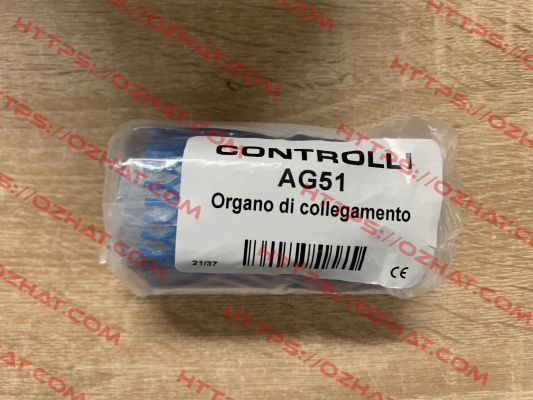 CONTROLLI
AG51
Organo di collegamento
21/37
CE
HTTPS://OZHAT.COM